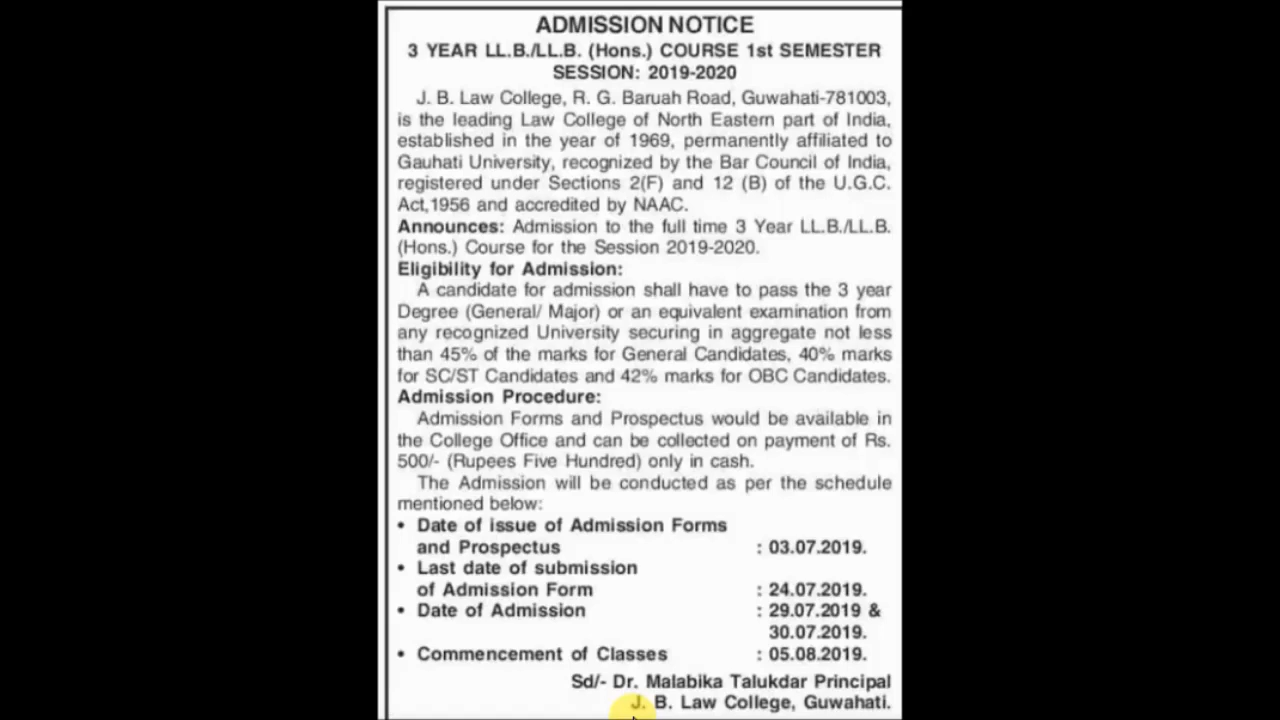 ADMISSION NOTICE
3 YEAR LL.B./LL.B. (Hons.) COURSE 1st SEMESTER
SESSION: 2019-2020
J. B. Law College, R. G. Baruah Road, Guwahati-781003,
is the leading Law College of North Eastern part of India,
established in the year of 1969, permanently affiliated to
Gauhati University, recognized by the Bar Council of India,
registered under Sections 2(F) and 12 (B) of the U.G.C.
Act,1956 and accredited by NAAC.
Announces: Admission to the full time 3 Year LL.B./LL.B.
(Hons.) Course for the Session 2019-2020.
Eligibility for Admission:
A candidate for admission shall have to pass the 3 year
Degree (General/ Major) or an equivalent examination from
any recognized University securing in aggregate not less
than 45% of the marks for General Candidates, 40% marks
for SC/ST Candidates and 42% marks for OBC Candidates.
Admission Procedure:
Admission Forms and Prospectus would be available in
the College Office and can be collected on payment of Rs.
500/- (Rupees Five Hundred) only in cash.
The Admission will be conducted as per the schedule
mentioned below:
• Date of issue of Admission Forms
and Prospectus : 03.07.2019.
• Last date of submission
of Admission Form : 24.07.2019.
• Date of Admission : 29.07.2019 &
30.07.2019.
• Commencement of Classes : 05.08.2019.
Sd/- Dr. Malabika Talukdar Principal
J. B. Law College, Guwahati.